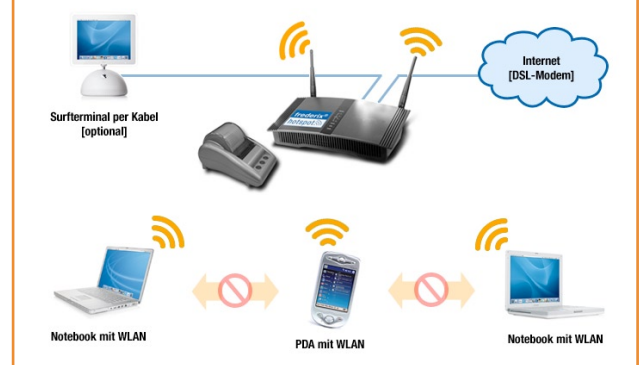 Surfterminal per Kabel
[optional]
frederix®
hotspot
Internet
[DSL-Modem]
Notebook mit WLAN
PDA mit WLAN
Notebook mit WLAN